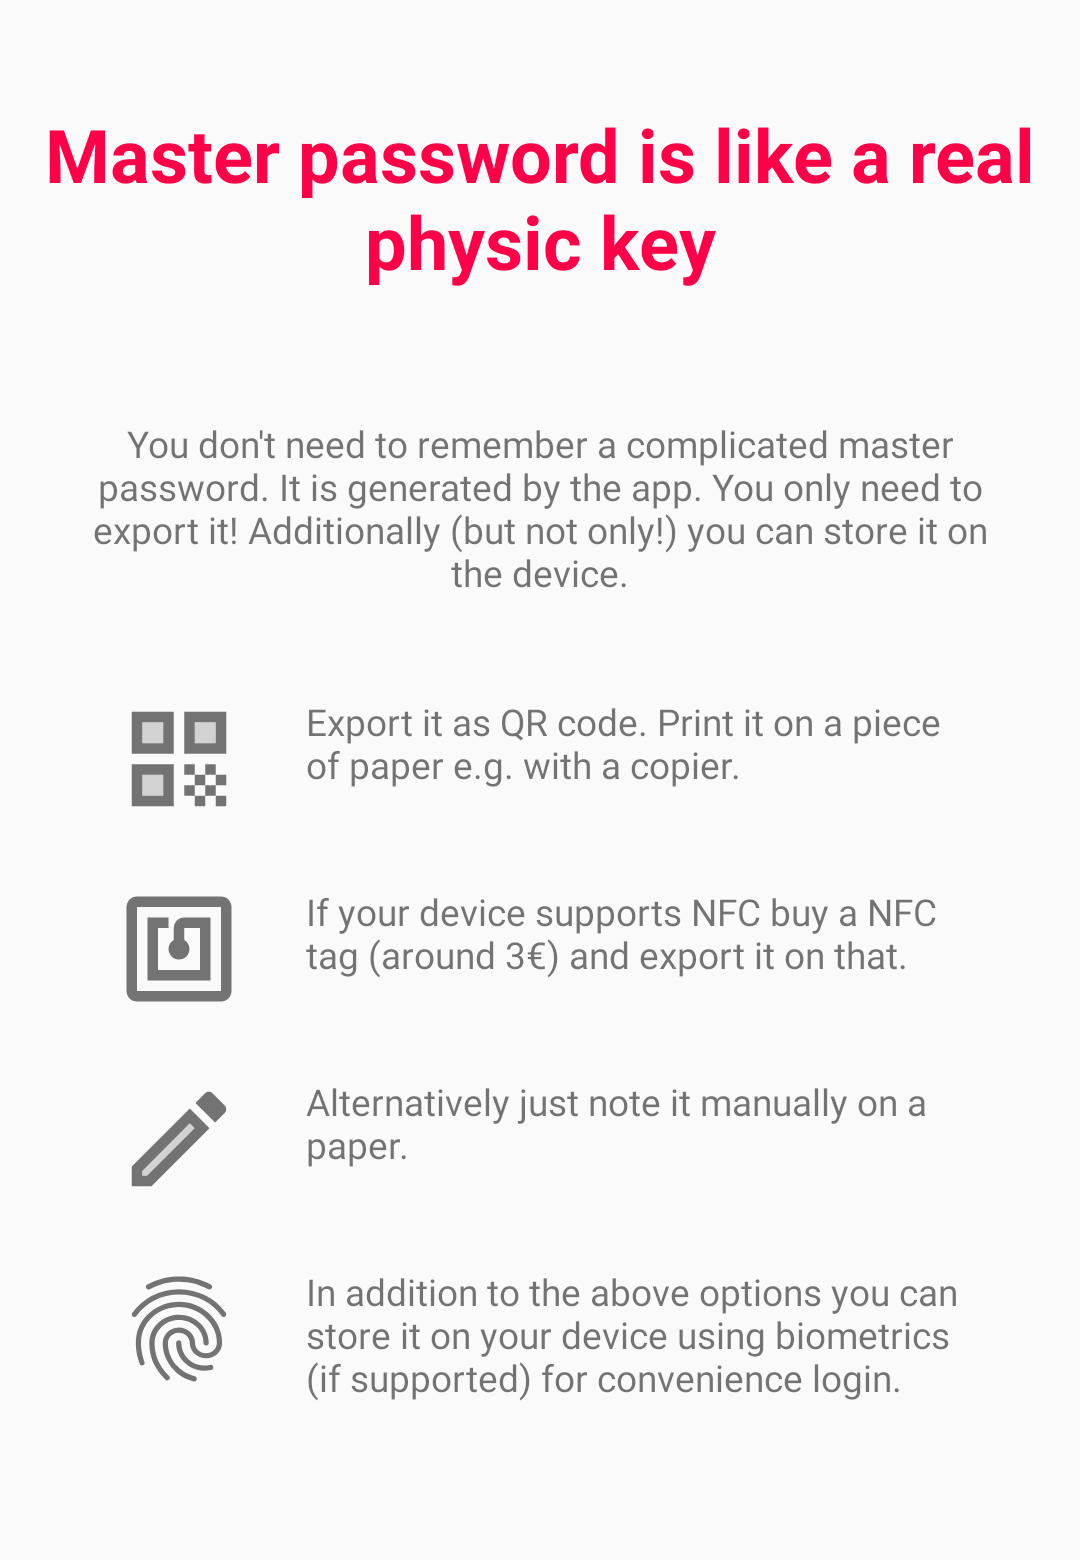 Master password is like a real
physic key
You don't need to remember a complicated master
password. It is generated by the app. You only need to
export it! Additionally (but not only!) you can store it on
the device.
Export it as QR code. Print it on a piece
of paper e.g. with a copier.
If your device supports NFC buy a NFC
tag (around 3€) and export it on that.
Alternatively just note it manually on a
paper.
In addition to the above options you can
store it on your device using biometrics
(if supported) for convenience login.